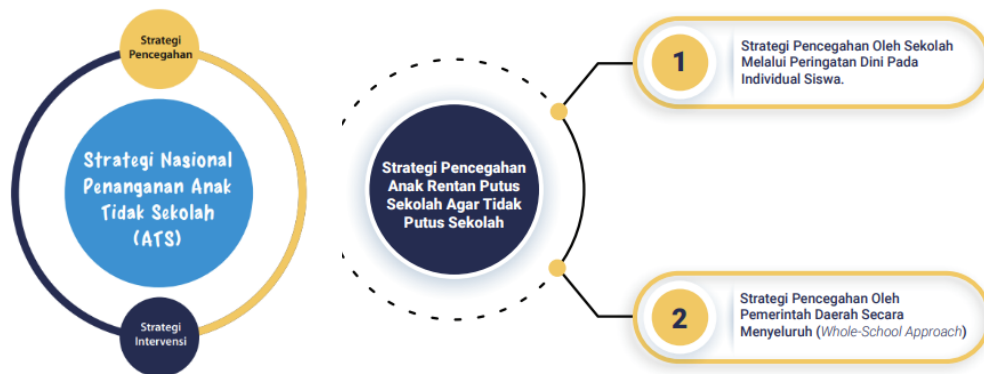 Strategi
Pencegahan
Strategi Nasional
Penanganan Anak
Tidak Sekolah
(ATS)
Strategi
Intervensi
Strategi Pencegahan
Anak Rentan Putus
Sekolah Agar Tidak
Putus Sekolah
1
Strategi Pencegahan Oleh Sekolah
Melalui Peringatan Dini Pada
Individual Siswa.
2
Strategi Pencegahan Oleh
Pemerintah Daerah Secara
Menyeluruh (Whole-School Approach)